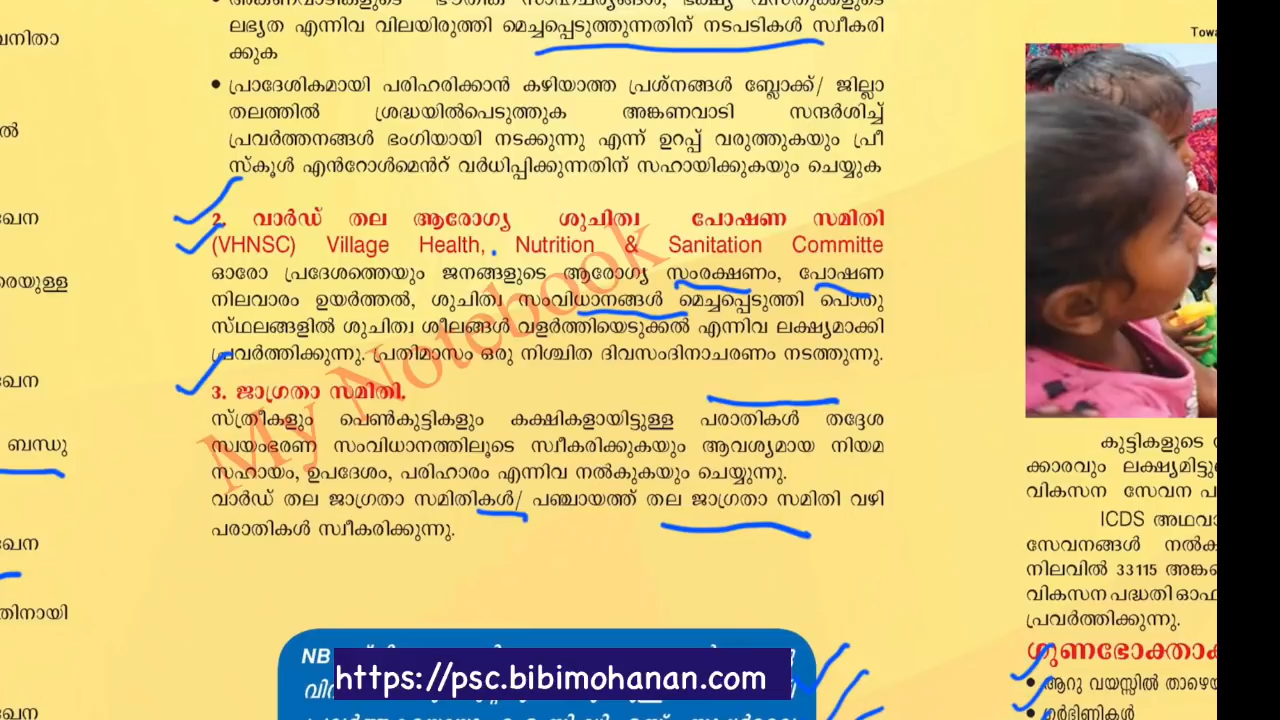 ലഭ്യത എന്നിവ വിലയിരുത്തി മെച്ചപ്പെടുത്തുന്നതിന് നടപടികൾ സ്വീകരി
ക്കുക
• പ്രാദേശികമായി പരിഹരിക്കാൻ കഴിയാത്ത പ്രശ്നങ്ങൾ ബ്ലോക്ക്/ ജില്ലാ
തലത്തിൽ ശ്രദ്ധയിൽപെടുത്തുക അങ്കണവാടി സന്ദർശിച്ച്
പ്രവർത്തനങ്ങൾ ഭംഗിയായി നടക്കുന്നു എന്ന് ഉറപ്പ് വരുത്തുകയും പ്രീ
സ്കൂൾ എൻറോൾമെൻറ് വർധിപ്പിക്കുന്നതിന് സഹായിക്കുകയും ചെയ്യുക
2. വാർഡ് തല ആരോഗ്യ ശുചിത്വ പോഷണ സമിതി
(VHNSC) Village Health, Nutrition & Sanitation Committe
ഓരോ പ്രദേശത്തെയും ജനങ്ങളുടെ ആരോഗ്യ സംരക്ഷണം, പോഷണ
നിലവാരം ഉയർത്തൽ, ശുചിത്വ സംവിധാനങ്ങൾ മെച്ചപ്പെടുത്തി പൊതു
സ്ഥലങ്ങളിൽ ശുചിത്വ ശീലങ്ങൾ വളർത്തിയെടുക്കൽ എന്നിവ ലക്ഷ്യമാക്കി
പ്രവർത്തിക്കുന്നു. പ്രതിമാസം ഒരു നിശ്ചിത ദിവസംദിനാചരണം നടത്തുന്നു.
3. ജാഗ്രതാ സമിതി.
സ്ത്രീകളും പെൺകുട്ടികളും കക്ഷികളായിട്ടുള്ള പരാതികൾ തദ്ദേശ
സ്വയംഭരണ സംവിധാനത്തിലൂടെ സ്വീകരിക്കുകയും ആവശ്യമായ നിയമ
സഹായം, ഉപദേശം, പരിഹാരം എന്നിവ നൽകുകയും ചെയ്യുന്നു.
വാർഡ് തല ജാഗ്രതാ സമിതികൾ/ പഞ്ചായത്ത് തല ജാഗ്രതാ സമിതി വഴി
പരാതികൾ സ്വീകരിക്കുന്നു.
My Notebook
ബന്ധു
NB
https://psc.bibimohanan.com
കുട്ടികളുടെ
ക്കാരവും
വികസന സേവന
ICDS അഥവാ
സേവനങ്ങൾ
നിലവിൽ 33115
വികസന പദ്ധതി
പ്രവർത്തിക്കുന്നു.
• ആറു വയസ്സിൽ
• ഗർഭിണികൾ